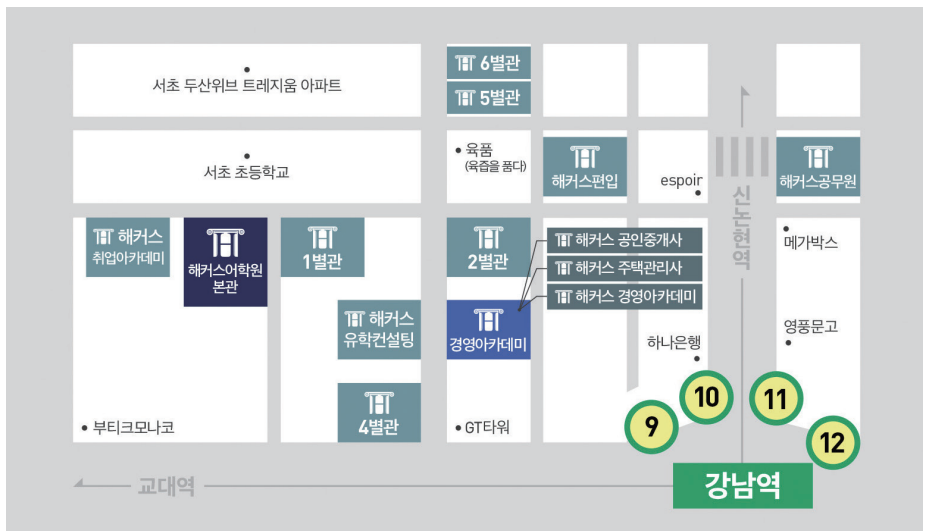 서초 두산위브 트레지움 아파트
6별관
5별관
서초 초등학교
육품
(육즙을 품다)
해커스편입
espoir
해커스공무원
신논현역
해커스
취업아카데미
해커스어학원
본관
1별관
2별관
해커스 공인중개사
해커스 주택관리사
해커스 경영아카데미
메가박스
해커스
유학컨설팅
경영아카데미
하나은행
영풍문고
부티크모나코
4별관
GT타워
9
10
11
12
교대역
강남역